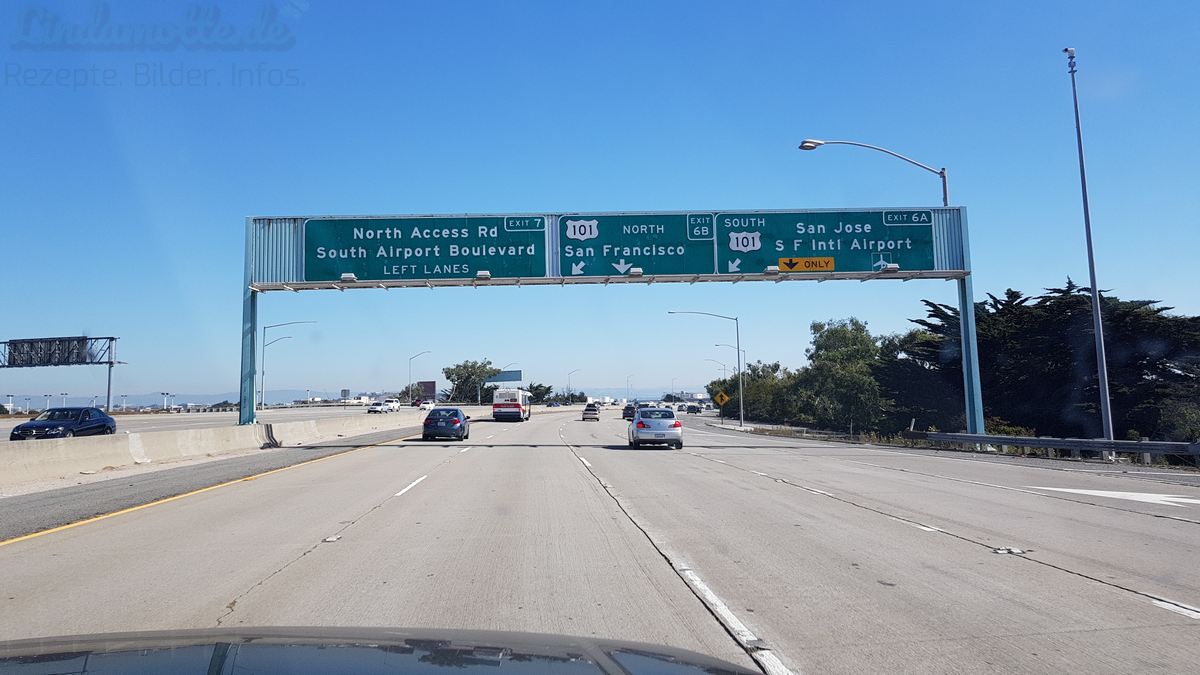 Lindamotte.de
Rezepte. Bilder. Infos.
EXIT 7
North Access Rd
South Airport Boulevard
LEFT LANES
101 NORTH
EXIT 6B
San Francisco
SOUTH 101
EXIT 6A
San Jose
S F Intl Airport
ONLY